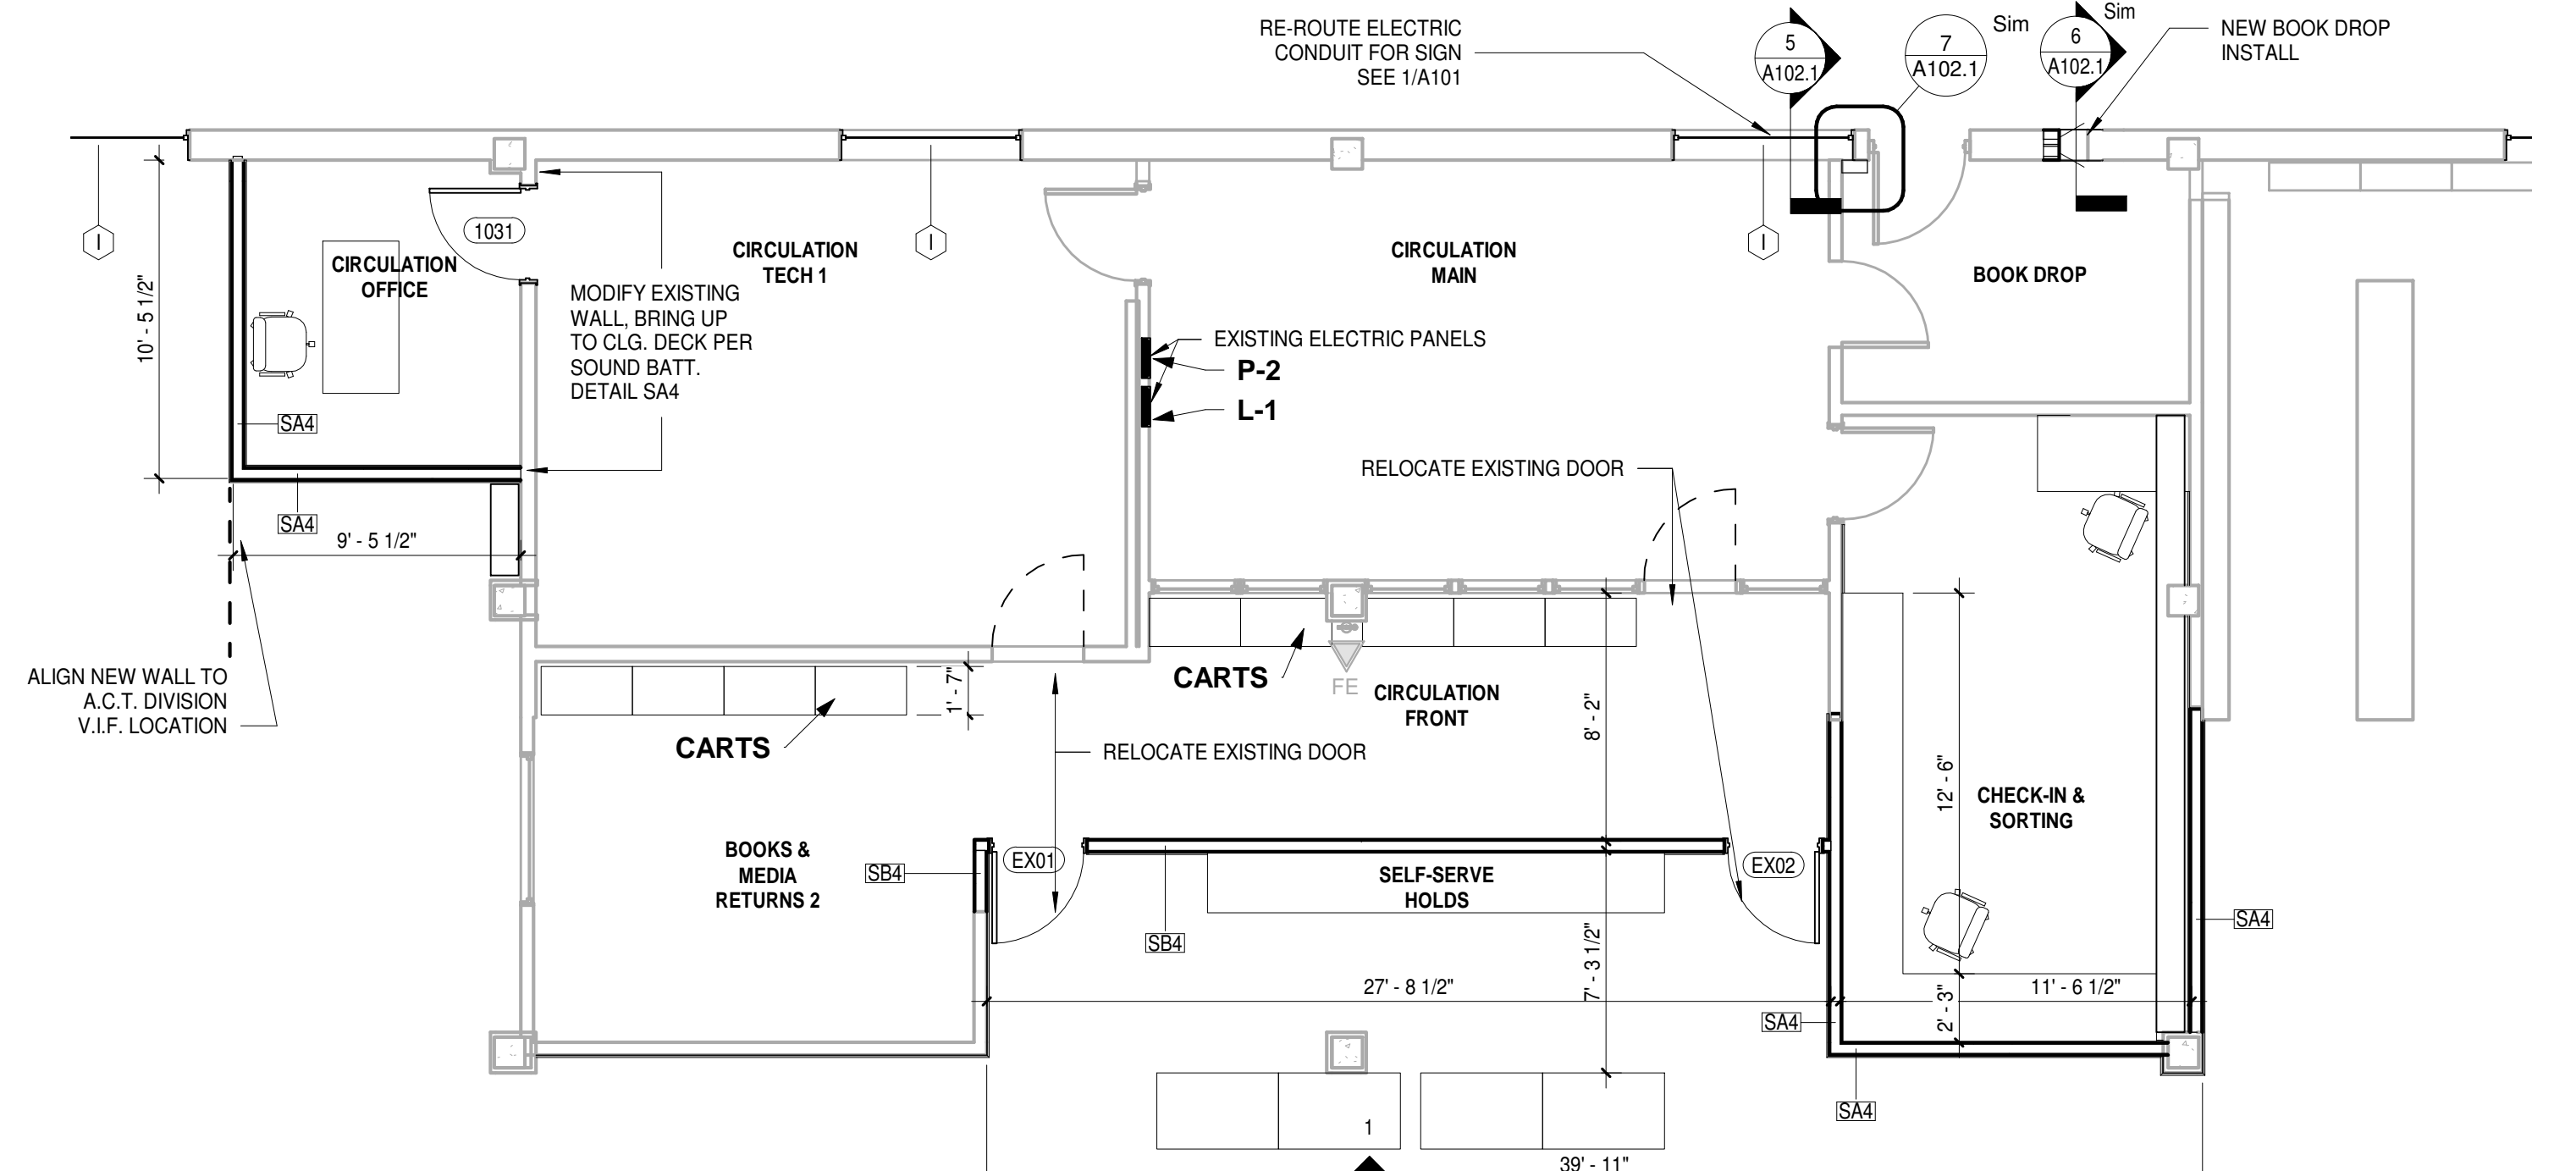 RE-ROUTE ELECTRIC
CONDUIT FOR SIGN
SEE 1/A101
5
A102.1
7
A102.1
Sim
6
A102.1
Sim
NEW BOOK DROP
INSTALL
I
I
I
1031
CIRCULATION
OFFICE
CIRCULATION
TECH 1
CIRCULATION
MAIN
BOOK DROP
10' - 5 1/2"
MODIFY EXISTING
WALL, BRING UP
TO CLG. DECK PER
SOUND BATT.
DETAIL SA4
EXISTING ELECTRIC PANELS
P-2
L-1
SA4
RELOCATE EXISTING DOOR
SA4
9' - 5 1/2"
ALIGN NEW WALL TO
A.C.T. DIVISION
V.I.F. LOCATION
1' - 7"
CARTS
CARTS
FE
CIRCULATION
FRONT
8' - 2"
RELOCATE EXISTING DOOR
12' - 6"
CHECK-IN &
SORTING
BOOKS &
MEDIA
RETURNS 2
SB4
EX01
SELF-SERVE
HOLDS
EX02
SB4
SA4
7' - 3 1/2"
27' - 8 1/2"
2' - 3"
11' - 6 1/2"
SA4
SA4
1
39' - 11"